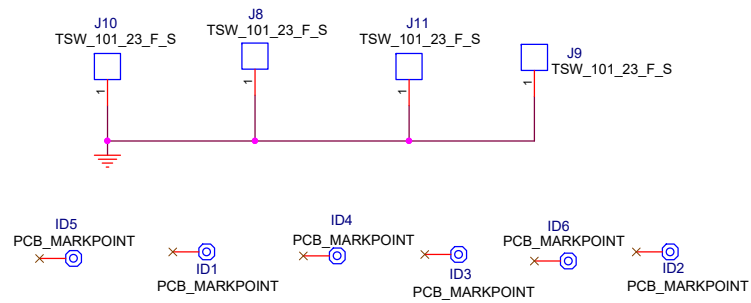 J10
TSW_101_23_F_S
1
J8
TSW_101_23_F_S
1
J11
TSW_101_23_F_S
1
J9
TSW_101_23_F_S
1
ID5
PCB_MARKPOINT
ID1
PCB_MARKPOINT
ID4
PCB_MARKPOINT
ID3
PCB_MARKPOINT
ID6
PCB_MARKPOINT
ID2
PCB_MARKPOINT